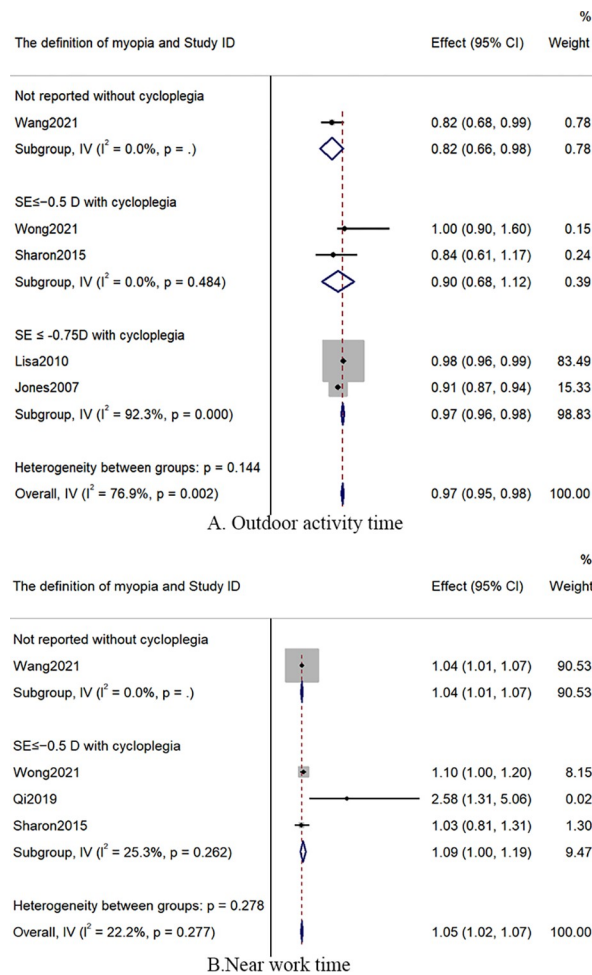 %
The definition of myopia and Study ID Effect (95% CI) Weight
Not reported without cycloplegia
Wang2021 0.82 (0.68, 0.99) 0.78
Subgroup, IV (I² = 0.0%, p = .) 0.82 (0.66, 0.98) 0.78
SE≤−0.5 D with cycloplegia
Wong2021 1.00 (0.90, 1.60) 0.15
Sharon2015 0.84 (0.61, 1.17) 0.24
Subgroup, IV (I² = 0.0%, p = 0.484) 0.90 (0.68, 1.12) 0.39
SE ≤ -0.75D with cycloplegia
Lisa2010 0.98 (0.96, 0.99) 83.49
Jones2007 0.91 (0.87, 0.94) 15.33
Subgroup, IV (I² = 92.3%, p = 0.000) 0.97 (0.96, 0.98) 98.83
Heterogeneity between groups: p = 0.144
Overall, IV (I² = 76.9%, p = 0.002) 0.97 (0.95, 0.98) 100.00
A. Outdoor activity time
%
The definition of myopia and Study ID Effect (95% CI) Weight
Not reported without cycloplegia
Wang2021 1.04 (1.01, 1.07) 90.53
Subgroup, IV (I² = 0.0%, p = .) 1.04 (1.01, 1.07) 90.53
SE≤−0.5 D with cycloplegia
Wong2021 1.10 (1.00, 1.20) 8.15
Qi2019 2.58 (1.31, 5.06) 0.02
Sharon2015 1.03 (0.81, 1.31) 1.30
Subgroup, IV (I² = 25.3%, p = 0.262) 1.09 (1.00, 1.19) 9.47
Heterogeneity between groups: p = 0.278
Overall, IV (I² = 22.2%, p = 0.277) 1.05 (1.02, 1.07) 100.00
B.Near work time